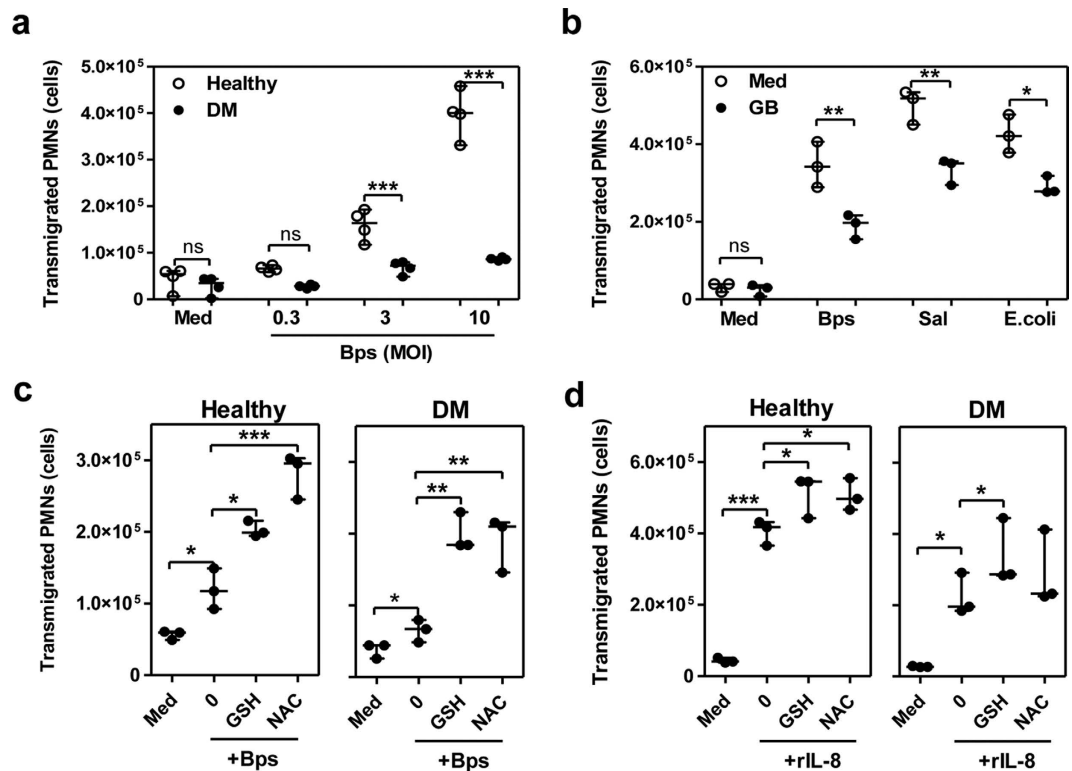 a
Transmigrated PMNs (cells)
5.0×10⁵
4.0×10⁵
3.0×10⁵
2.0×10⁵
1.0×10⁵
0
Healthy
DM
ns
ns
***
***
Med
0.3
3
10
Bps (MOI)
b
Transmigrated PMNs (cells)
6.0×10⁵
4.0×10⁵
2.0×10⁵
0
Med
GB
ns
**
**
*
Med
Bps
Sal
E.coli
c
Transmigrated PMNs (cells)
3.0×10⁵
2.0×10⁵
1.0×10⁵
0
Healthy
***
*
*
Med
0
GSH
NAC
+Bps
DM
**
**
*
Med
0
GSH
NAC
+Bps
d
Transmigrated PMNs (cells)
6.0×10⁵
4.0×10⁵
2.0×10⁵
0
Healthy
*
*
***
Med
0
GSH
NAC
+rIL-8
DM
*
*
Med
0
GSH
NAC
+rIL-8